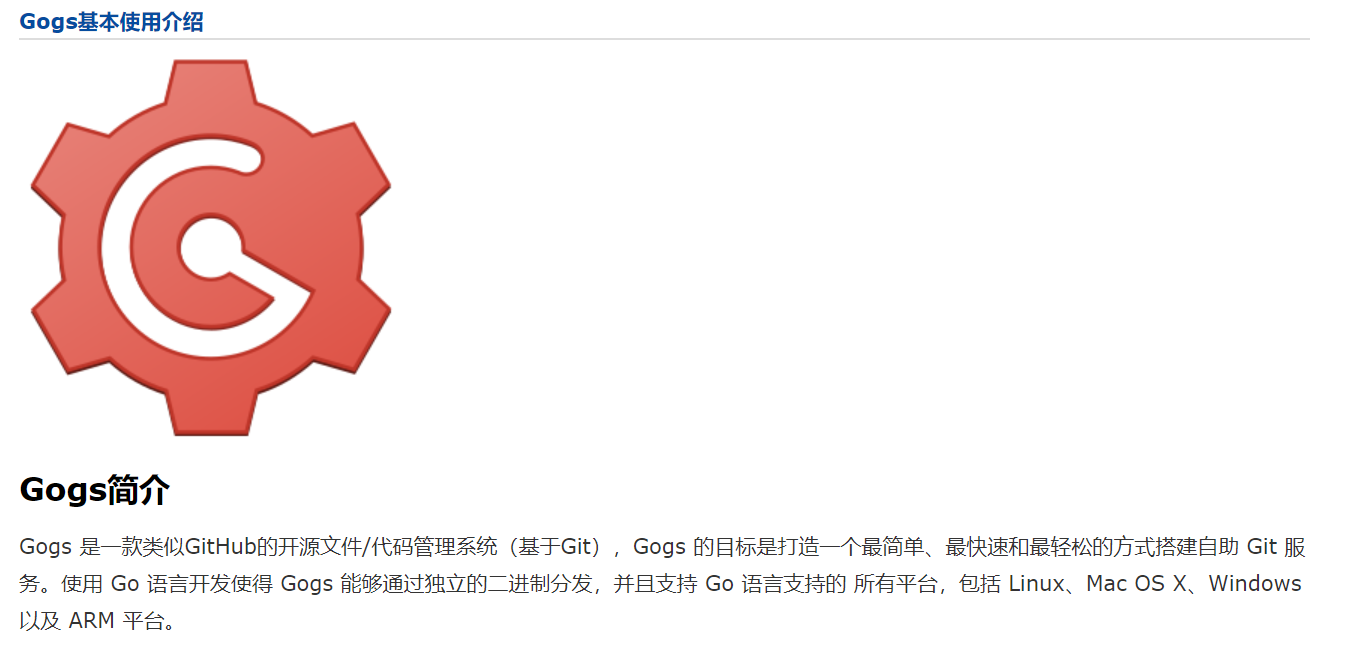 Gogs基本使用介绍
Gogs简介
Gogs 是一款类似GitHub的开源文件/代码管理系统（基于Git），Gogs 的目标是打造一个最简单、最快速和最轻松的方式搭建自助 Git 服
务。使用 Go 语言开发使得 Gogs 能够通过独立的二进制分发，并且支持 Go 语言支持的 所有平台，包括 Linux、Mac OS X、Windows
以及 ARM 平台。